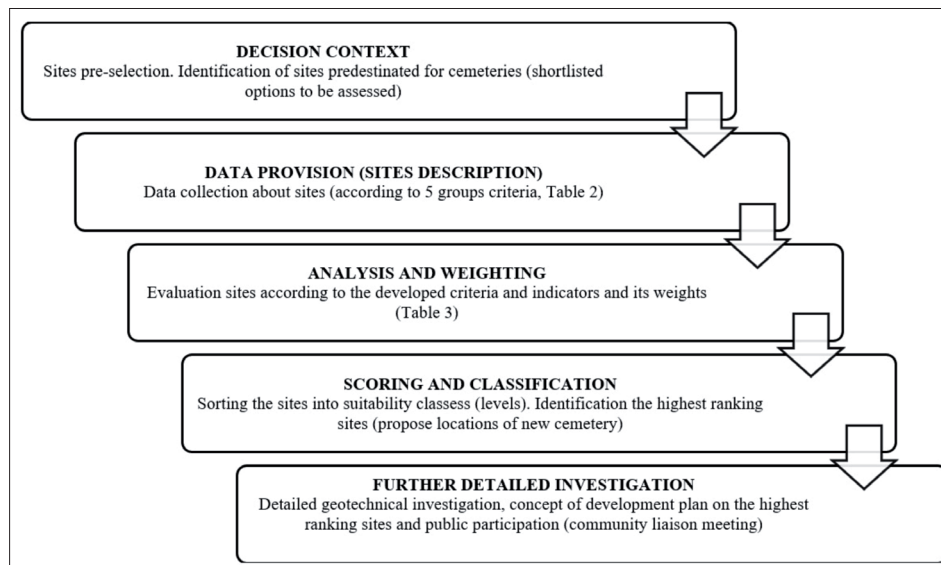 DECISION CONTEXT
Sites pre-selection. Identification of sites predestinated for cemeteries (shortlisted
options to be assessed)
DATA PROVISION (SITES DESCRIPTION)
Data collection about sites (according to 5 groups criteria, Table 2)
ANALYSIS AND WEIGHTING
Evaluation sites according to the developed criteria and indicators and its weights
(Table 3)
SCORING AND CLASSIFICATION
Sorting the sites into suitability classess (levels). Identification the highest ranking
sites (propose locations of new cemetery)
FURTHER DETAILED INVESTIGATION
Detailed geotechnical investigation, concept of development plan on the highest
ranking sites and public participation (community liaison meeting)